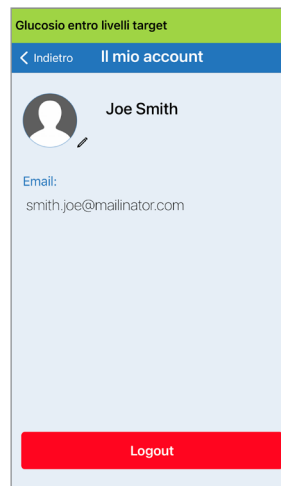 Glucosio entro livelli target
Indietro Il mio account
Joe Smith
Email:
smith.joe@mailinator.com
Logout